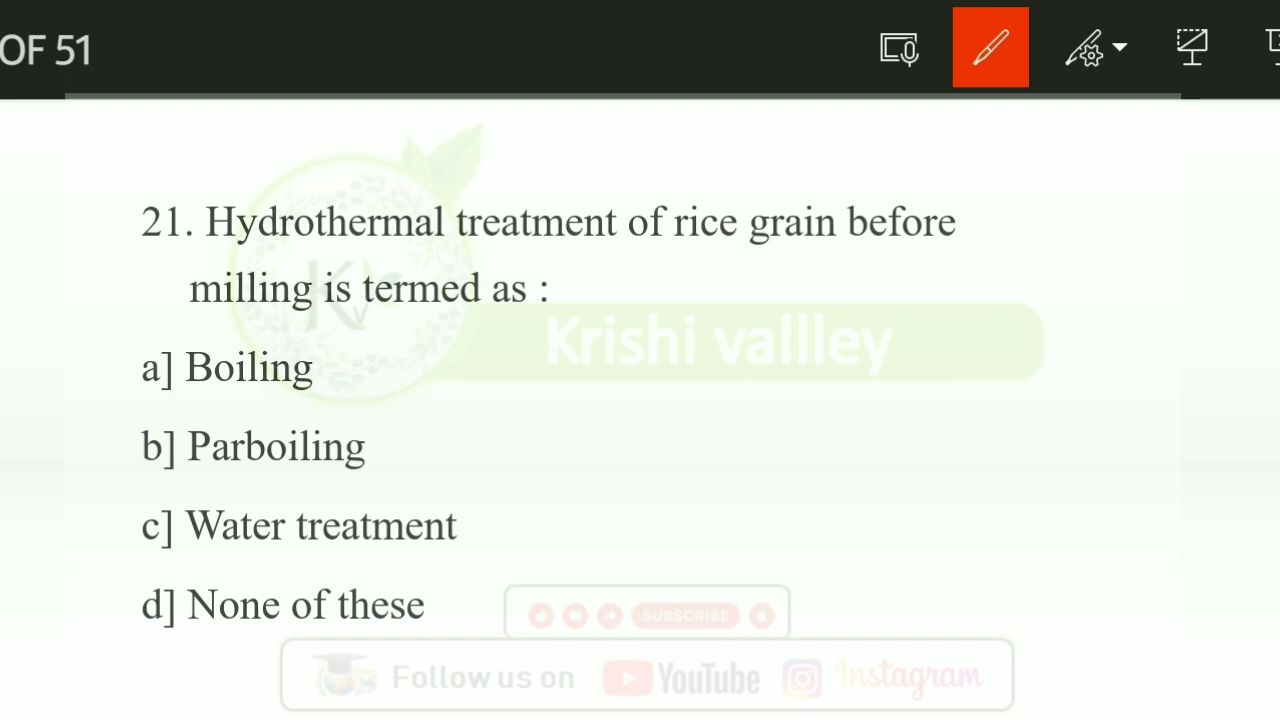 OF 51
21. Hydrothermal treatment of rice grain before
milling is termed as :
Kv
Krishi vallley
a] Boiling
b] Parboiling
c] Water treatment
d] None of these
SUBSCRIBE
Follow us on YouTube Instagram